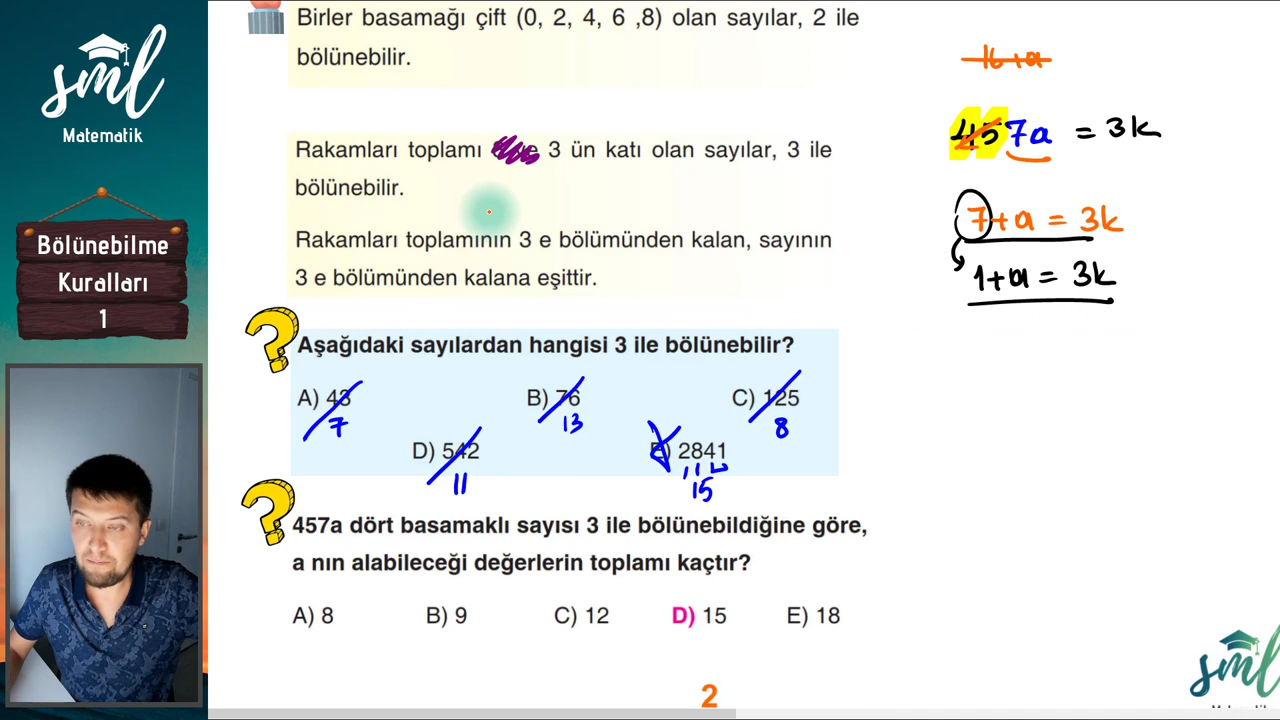 sml
Matematik
Bölünebilme
Kuralları
1
Birler basamağı çift (0, 2, 4, 6 ,8) olan sayılar, 2 ile
bölünebilir.
Rakamları toplamı 3 ün katı olan sayılar, 3 ile
bölünebilir.
Rakamları toplamının 3 e bölümünden kalan, sayının
3 e bölümünden kalana eşittir.
Aşağıdaki sayılardan hangisi 3 ile bölünebilir?
A) 43
B) 76
C) 125
7
13
8
D) 542
E) 2841
11
15
457a dört basamaklı sayısı 3 ile bölünebildiğine göre,
a nın alabileceği değerlerin toplamı kaçtır?
A) 8
B) 9
C) 12
D) 15
E) 18
2
16+a
457a = 3k
7+a = 3k
1+a = 3k
sml